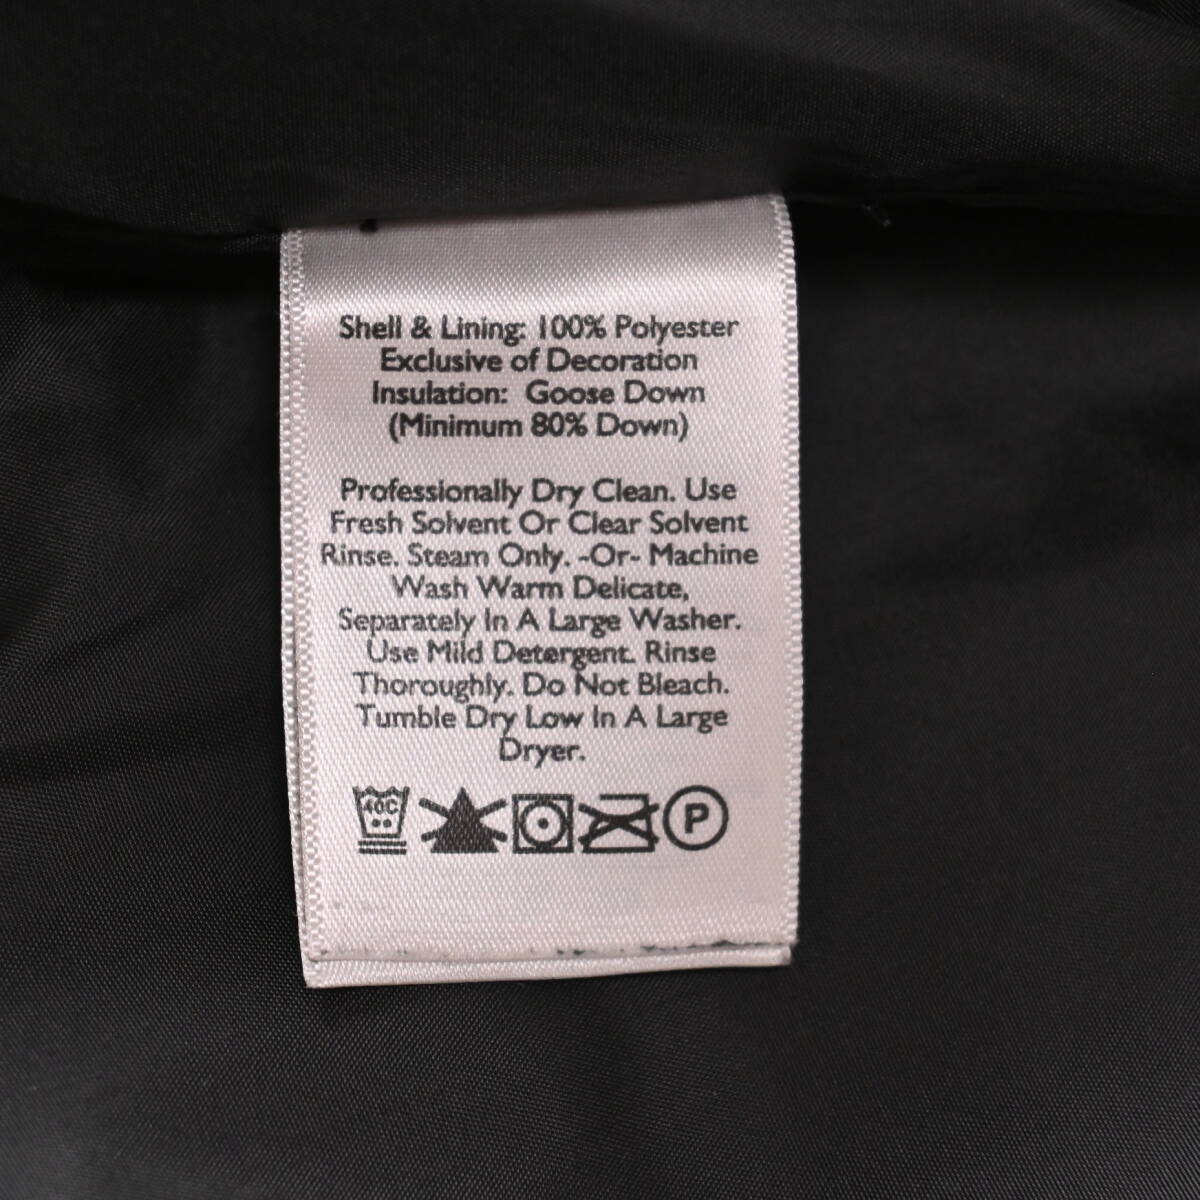 Shell & Lining: 100% Polyester
Exclusive of Decoration
Insulation: Goose Down
(Minimum 80% Down)
Professionally Dry Clean. Use
Fresh Solvent Or Clear Solvent
Rinse. Steam Only. -Or- Machine
Wash Warm Delicate,
Separately In A Large Washer.
Use Mild Detergent. Rinse
Thoroughly. Do Not Bleach.
Tumble Dry Low In A Large
Dryer.
40C P